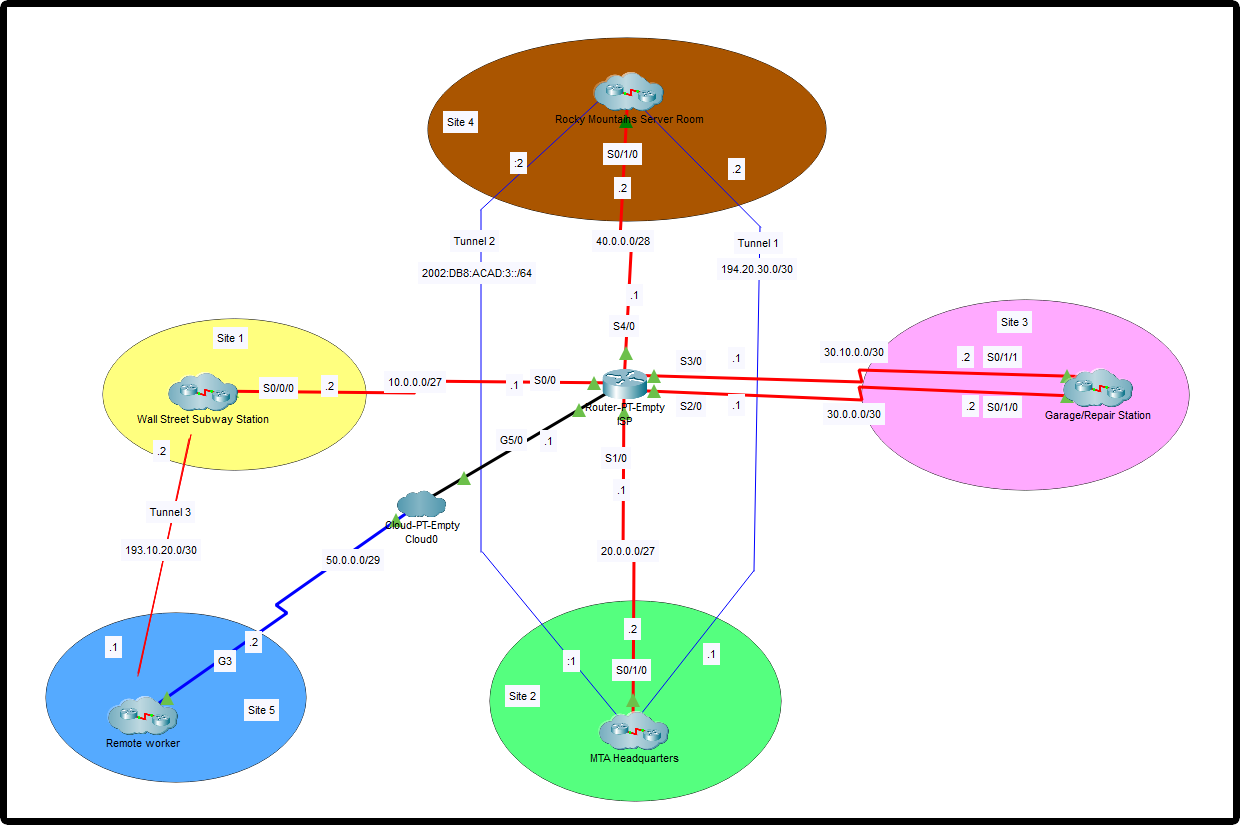 Site 4
Rocky Mountains Server Room
S0/1/0
:2
.2
.2
Tunnel 2
40.0.0.0/28
Tunnel 1
2002:DB8:ACAD:3::/64
194.20.30.0/30
.1
S4/0
Site 1
Site 3
S0/0/0
.2
10.0.0.0/27
.1
S0/0
S3/0
.1
30.10.0.0/30
.2
S0/1/1
Wall Street Subway Station
Router-PT-Empty
ISP
S2/0
.1
30.0.0.0/30
.2
S0/1/0
Garage/Repair Station
.2
G5/0
.1
S1/0
.1
Tunnel 3
193.10.20.0/30
Cloud-PT-Empty
Cloud0
50.0.0.0/29
20.0.0.0/27
.1
.2
G3
Site 5
Remote worker
.2
:1
.1
S0/1/0
Site 2
MTA Headquarters